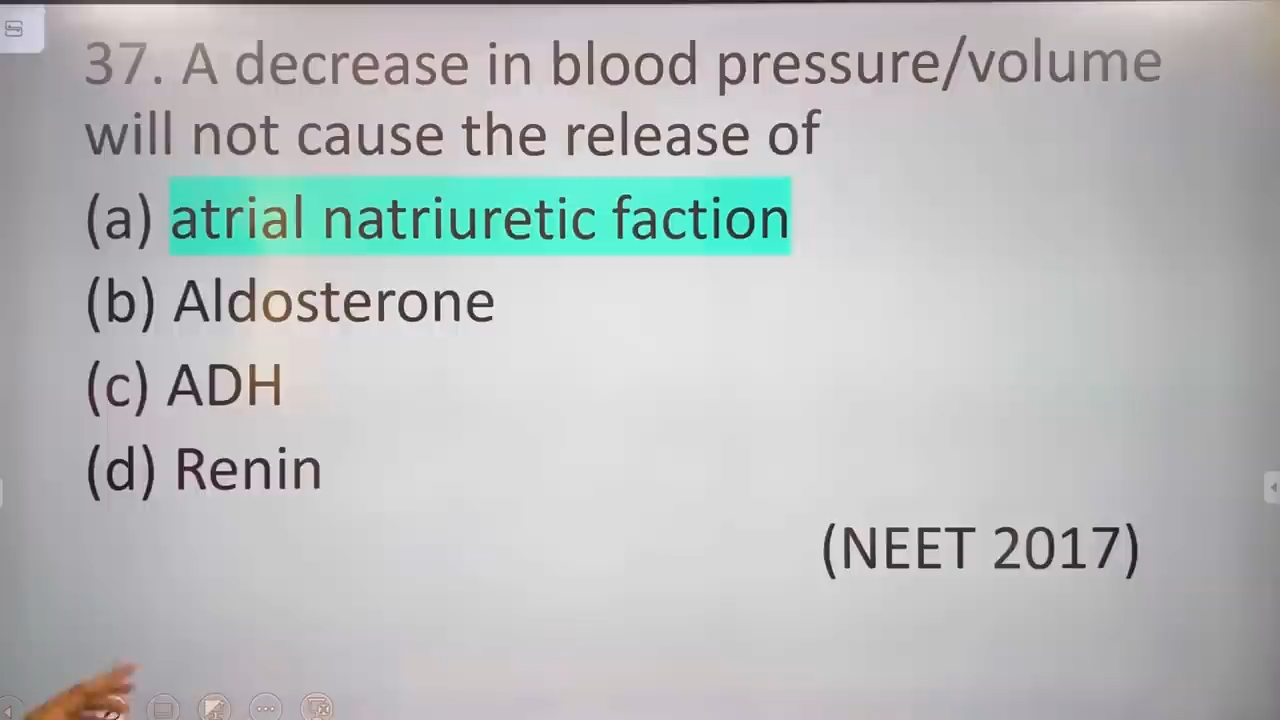 37. A decrease in blood pressure/volume
will not cause the release of
(a) atrial natriuretic faction
(b) Aldosterone
(c) ADH
(d) Renin
(NEET 2017)